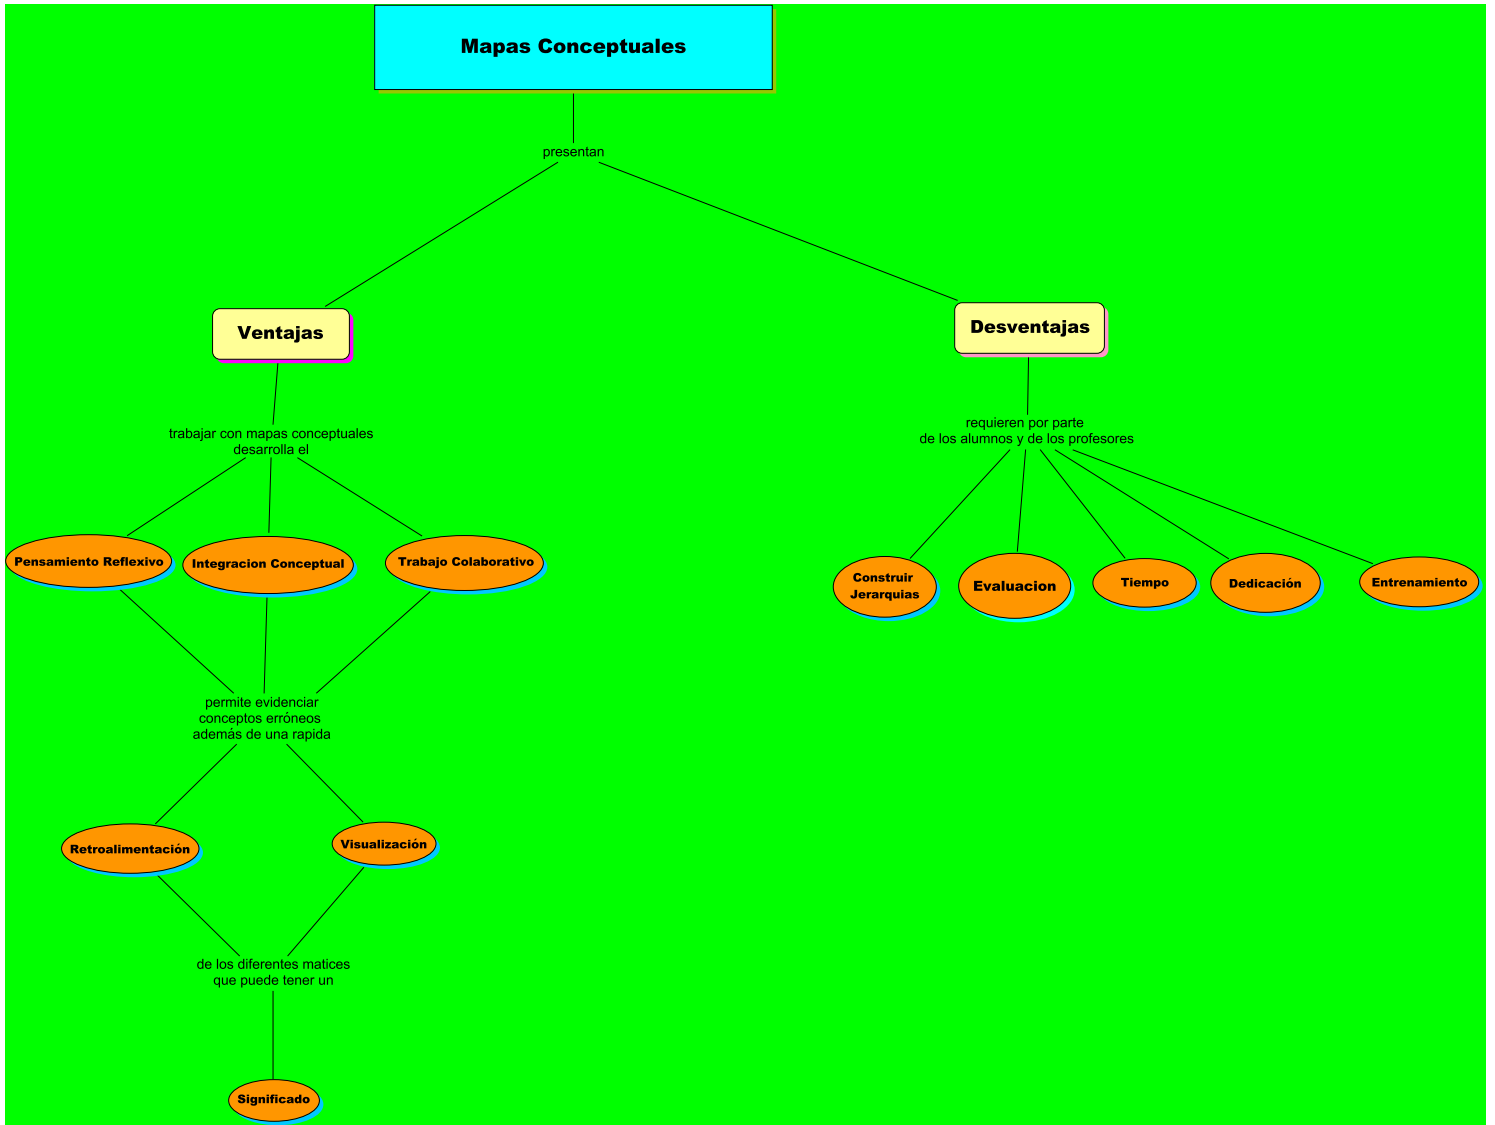 Mapas Conceptuales
presentan
Ventajas
Desventajas
trabajar con mapas conceptuales
desarrolla el
requieren por parte
de los alumnos y de los profesores
Pensamiento Reflexivo
Integracion Conceptual
Trabajo Colaborativo
Construir
Jerarquias
Evaluacion
Tiempo
Dedicación
Entrenamiento
permite evidenciar
conceptos erróneos
además de una rapida
Retroalimentación
Visualización
de los diferentes matices
que puede tener un
Significado